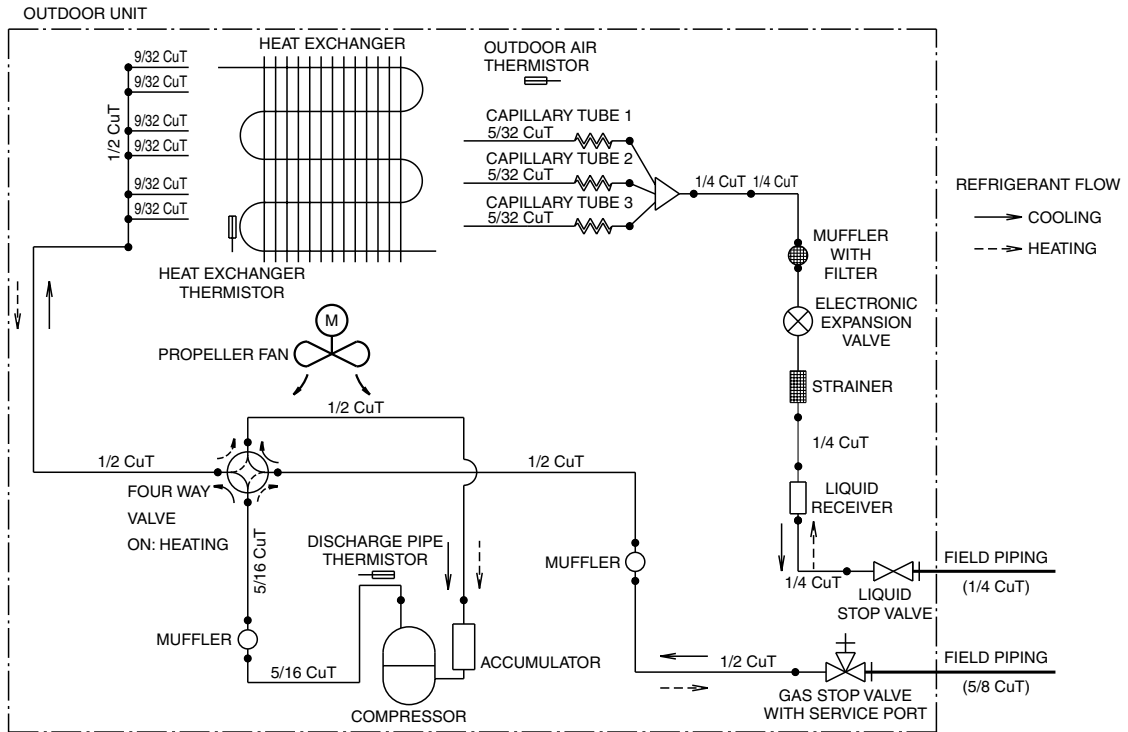 OUTDOOR UNIT
9/32 CuT
9/32 CuT
9/32 CuT
9/32 CuT
9/32 CuT
9/32 CuT
1/2 CuT
HEAT EXCHANGER
HEAT EXCHANGER
THERMISTOR
OUTDOOR AIR
THERMISTOR
CAPILLARY TUBE 1
5/32 CuT
CAPILLARY TUBE 2
5/32 CuT
CAPILLARY TUBE 3
5/32 CuT
1/4 CuT
1/4 CuT
REFRIGERANT FLOW
COOLING
HEATING
MUFFLER
WITH
FILTER
ELECTRONIC
EXPANSION
VALVE
STRAINER
1/4 CuT
LIQUID
RECEIVER
M
PROPELLER FAN
1/2 CuT
1/2 CuT
1/2 CuT
FOUR WAY
VALVE
ON: HEATING
5/16 CuT
DISCHARGE PIPE
THERMISTOR
MUFFLER
MUFFLER
5/16 CuT
ACCUMULATOR
COMPRESSOR
1/4 CuT
LIQUID
STOP VALVE
FIELD PIPING
(1/4 CuT)
1/2 CuT
GAS STOP VALVE
WITH SERVICE PORT
FIELD PIPING
(5/8 CuT)